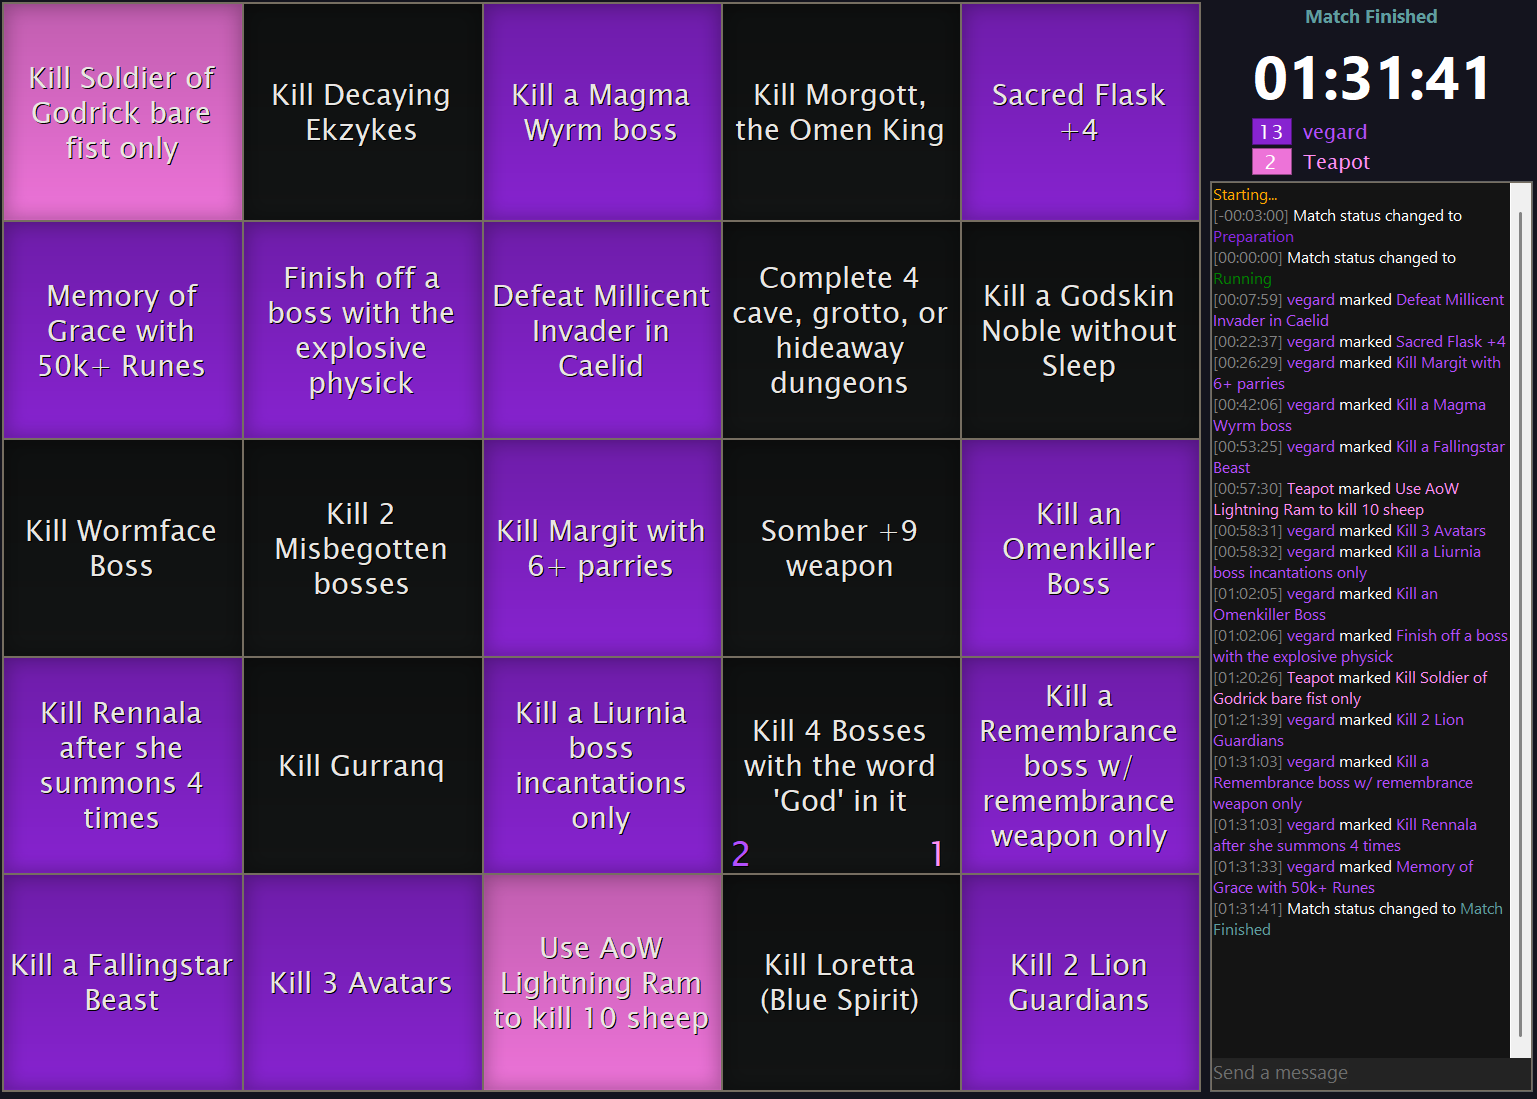 Kill Soldier of
Godrick bare
fist only
Kill Decaying
Ekzykes
Kill a Magma
Wyrm boss
Kill Morgott,
the Omen King
Sacred Flask
+4
Memory of
Grace with
50k+ Runes
Finish off a
boss with the
explosive
physick
Defeat Millicent
Invader in
Caelid
Complete 4
cave, grotto, or
hideaway
dungeons
Kill a Godskin
Noble without
Sleep
Kill Wormface
Boss
Kill 2
Misbegotten
bosses
Kill Margit with
6+ parries
Somber +9
weapon
Kill an
Omenkiller
Boss
Kill Rennala
after she
summons 4
times
Kill Gurranq
Kill a Liurnia
boss
incantations
only
Kill 4 Bosses
with the word
'God' in it
2 1
Kill a
Remembrance
boss w/
remembrance
weapon only
Kill a Fallingstar
Beast
Kill 3 Avatars
Use AoW
Lightning Ram
to kill 10 sheep
Kill Loretta
(Blue Spirit)
Kill 2 Lion
Guardians
Match Finished
01:31:41
13 vegard
2 Teapot
Starting...
[-00:03:00] Match status changed to
Preparation
[00:00:00] Match status changed to
Running
[00:07:59] vegard marked Defeat Millicent
Invader in Caelid
[00:22:37] vegard marked Sacred Flask +4
[00:26:29] vegard marked Kill Margit with
6+ parries
[00:42:06] vegard marked Kill a Magma
Wyrm boss
[00:53:25] vegard marked Kill a Fallingstar
Beast
[00:57:30] Teapot marked Use AoW
Lightning Ram to kill 10 sheep
[00:58:31] vegard marked Kill 3 Avatars
[00:58:32] vegard marked Kill a Liurnia
boss incantations only
[01:02:05] vegard marked Kill an
Omenkiller Boss
[01:02:06] vegard marked Finish off a boss
with the explosive physick
[01:20:26] Teapot marked Kill Soldier of
Godrick bare fist only
[01:21:39] vegard marked Kill 2 Lion
Guardians
[01:31:03] vegard marked Kill a
Remembrance boss w/ remembrance
weapon only
[01:31:03] vegard marked Kill Rennala
after she summons 4 times
[01:31:33] vegard marked Memory of
Grace with 50k+ Runes
[01:31:41] Match status changed to Match
Finished
Send a message